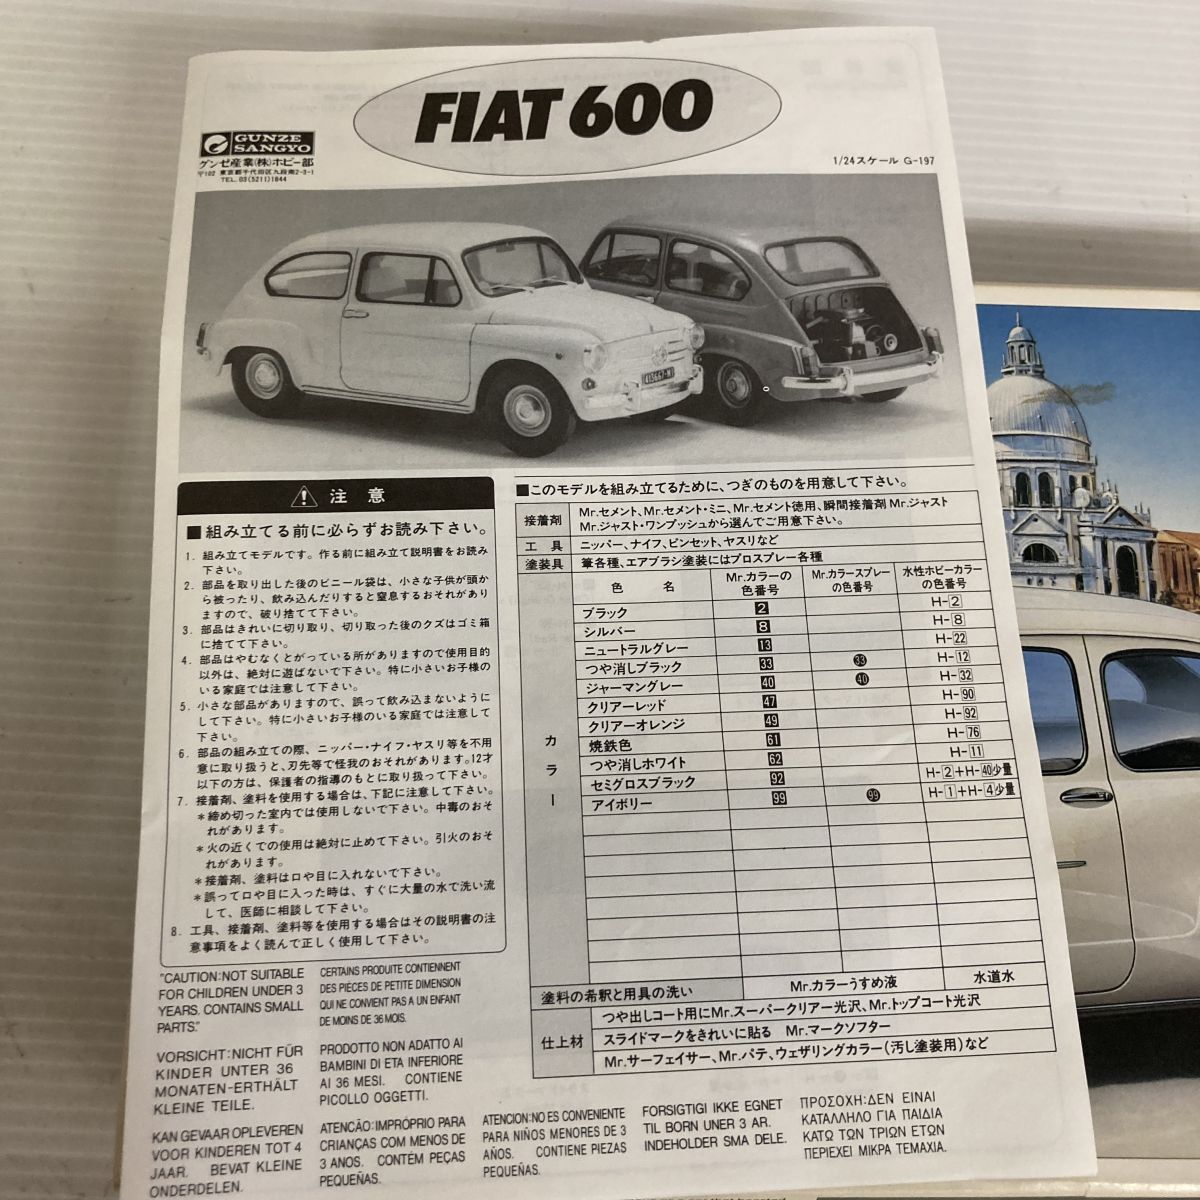 FIAT 600
GUNZE
SANGYO
グンゼ産業(株)ホビー部
〒102 東京都千代田区九段南2-3-1
TEL. 03(5211)1844
1/24スケール G-197
注意
■組み立てる前に必らずお読み下さい。
1. 組み立てモデルです。作る前に組み立て説明書をお読み
下さい。
2. 部品を取り出した後のビニール袋は、小さな子供が頭か
ら被ったり、飲み込んだりすると窒息するおそれがあり
ますので、破り捨てて下さい。
3. 部品はきれいに切り取り、切り取った後のクズはゴミ箱
に捨てて下さい。
4. 部品はやむなくとがっている所がありますので使用目的
以外は、絶対に遊ばないで下さい。特に小さいお子様の
いる家庭では注意して下さい。
5. 小さな部品がありますので、誤って飲み込まないように
して下さい。特に小さいお子様のいる家庭では注意して
下さい。
6. 部品の組み立ての際、ニッパー・ナイフ・ヤスリ等を不用
意に取り扱うと、刃先等で怪我のおそれがあります。12才
以下の方は、保護者の指導のもとに取り扱って下さい。
7. 接着剤、塗料を使用する場合は、下記に注意して下さい。
＊締め切った室内では使用しないで下さい。中毒のおそ
れがあります。
＊火の近くでの使用は絶対に止めて下さい。引火のおそ
れがあります。
＊接着剤、塗料は口や目に入れないで下さい。
＊誤って口や目に入った時は、すぐに大量の水で洗い流
して、医師に相談して下さい。
8. 工具、接着剤、塗料等を使用する場合はその説明書の注
意事項をよく読んで正しく使用して下さい。
■このモデルを組み立てるために、つぎのものを用意して下さい。
接着剤 Mr.セメント、Mr.セメント・ミニ、Mr.セメント徳用、瞬間接着剤 Mr.ジャスト
Mr.ジャスト・ワンプッシュから選んでご用意下さい。
工具 ニッパー、ナイフ、ピンセット、ヤスリなど
塗装具 筆各種、エアブラシ塗装にはプロスプレー各種
カラー
色名 Mr.カラーの色番号 Mr.カラースプレーの色番号 水性ホビーカラーの色番号
ブラック 2 H-2
シルバー 8 H-8
ニュートラルグレー 13 H-22
つや消しブラック 33 33 H-12
ジャーマングレー 40 40 H-32
クリアーレッド 47 H-90
クリアーオレンジ 49 H-92
焼鉄色 61 H-76
つや消しホワイト 62 H-11
セミグロスブラック 92 H-2+H-40少量
アイボリー 99 99 H-1+H-4少量
塗料の希釈と用具の洗い Mr.カラーうすめ液 水道水
仕上材 つや出しコート用にMr.スーパークリアー光沢、Mr.トップコート光沢
スライドマークをきれいに貼る Mr.マークソフター
Mr.サーフェイサー、Mr.パテ、ウェザリングカラー(汚し塗装用)など
"CAUTION:NOT SUITABLE
FOR CHILDREN UNDER 3
YEARS. CONTAINS SMALL
PARTS."
CERTAINS PRODUITE CONTIENNENT
DES PIÈCES DE PETITE DIMENSION
QUI NE CONVIENT PAS A UN ENFANT
DE MOINS DE 36 MOIS.
VORSICHT:NICHT FÜR
KINDER UNTER 36
MONATEN-ERTHÄLT
KLEINE TEILE.
PRODOTTO NON ADATTO AI
BAMBINI DI ETA INFERIORE
AI 36 MESI. CONTIENE
PICOLLO OGGETTI.
KAN GEVAAR OPLEVEREN
VOOR KINDEREN TOT 4
JAAR. BEVAT KLEINE
ONDERDELEN.
ATENCÃO:IMPRÓPRIO PARA
CRIANÇAS COM MENOS DE
3 ANOS. CONTÉM PEÇAS
PEQUEÑAS.
ATENCION:NO ES CONVENIENTE
PARA NIÑOS MENORES DE 3
AÑOS. CONTIENE PIEZAS
PEQUEÑAS.
FORSIGTIGI IKKE EGNET
TIL BORN UNER 3 AR.
INDEHOLDER SMA DELE.
ΠΡΟΣΟΧΗ:ΔΕΝ ΕΙΝΑΙ
ΚΑΤΑΛΛΗΛΟ ΓΙΑ ΠΑΙΔΙΑ
ΚΑΤΩ ΤΩΝ ΤΡΙΩΝ ΕΤΩΝ
ΠΕΡΙΕΧΕΙ ΜΙΚΡΑ ΤΕΜΑΧΙΑ.